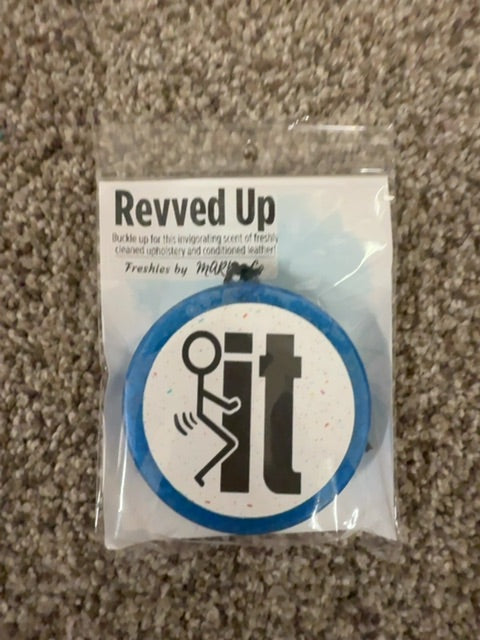 Revved Up
Buckle up for this invigorating scent of freshly
cleaned upholstery and conditioned leather!
Freshies by
it